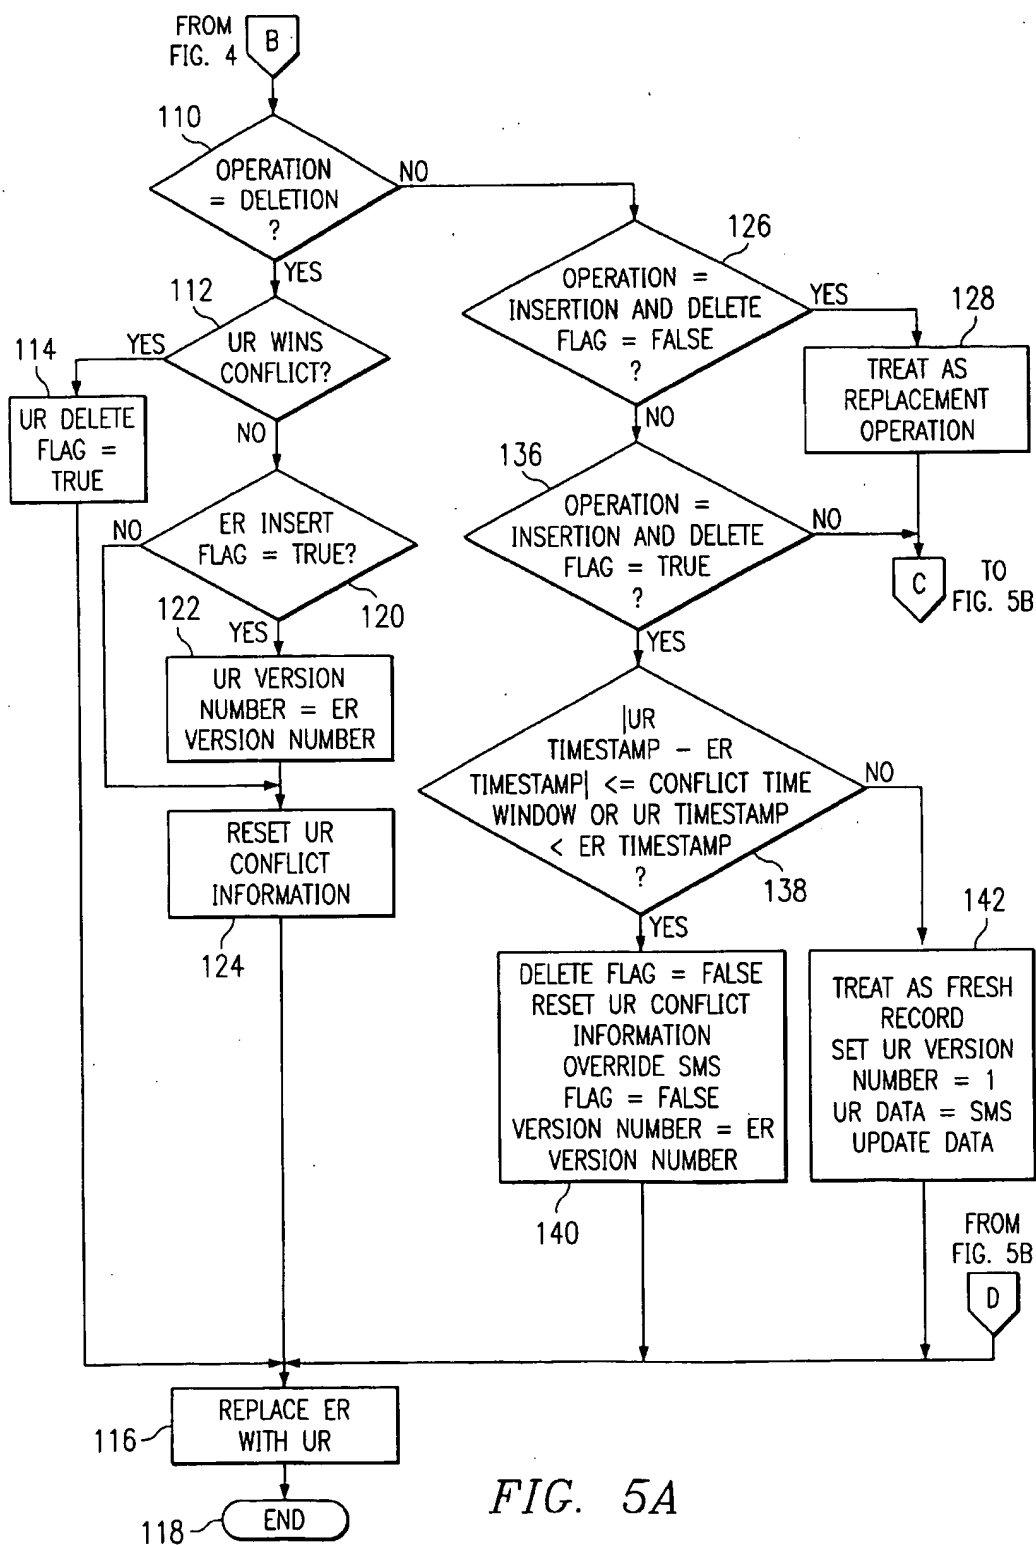 FROM
FIG. 4
B
110
OPERATION
= DELETION
?
NO
YES
126
OPERATION =
INSERTION AND DELETE
FLAG = FALSE
?
YES
NO
128
TREAT AS
REPLACEMENT
OPERATION
112
UR WINS
CONFLICT?
YES
NO
114
UR DELETE
FLAG =
TRUE
136
OPERATION =
INSERTION AND DELETE
FLAG = TRUE
?
NO
YES
C
TO
FIG. 5B
ER INSERT
FLAG = TRUE?
NO
YES
120
122
UR VERSION
NUMBER = ER
VERSION NUMBER
RESET UR
CONFLICT
INFORMATION
124
|UR
TIMESTAMP – ER
TIMESTAMP| <= CONFLICT TIME
WINDOW OR UR TIMESTAMP
< ER TIMESTAMP
?
NO
YES
138
DELETE FLAG = FALSE
RESET UR CONFLICT
INFORMATION
OVERRIDE SMS
FLAG = FALSE
VERSION NUMBER = ER
VERSION NUMBER
140
142
TREAT AS FRESH
RECORD
SET UR VERSION
NUMBER = 1
UR DATA = SMS
UPDATE DATA
FROM
FIG. 5B
D
REPLACE ER
WITH UR
116
END
118
FIG. 5A